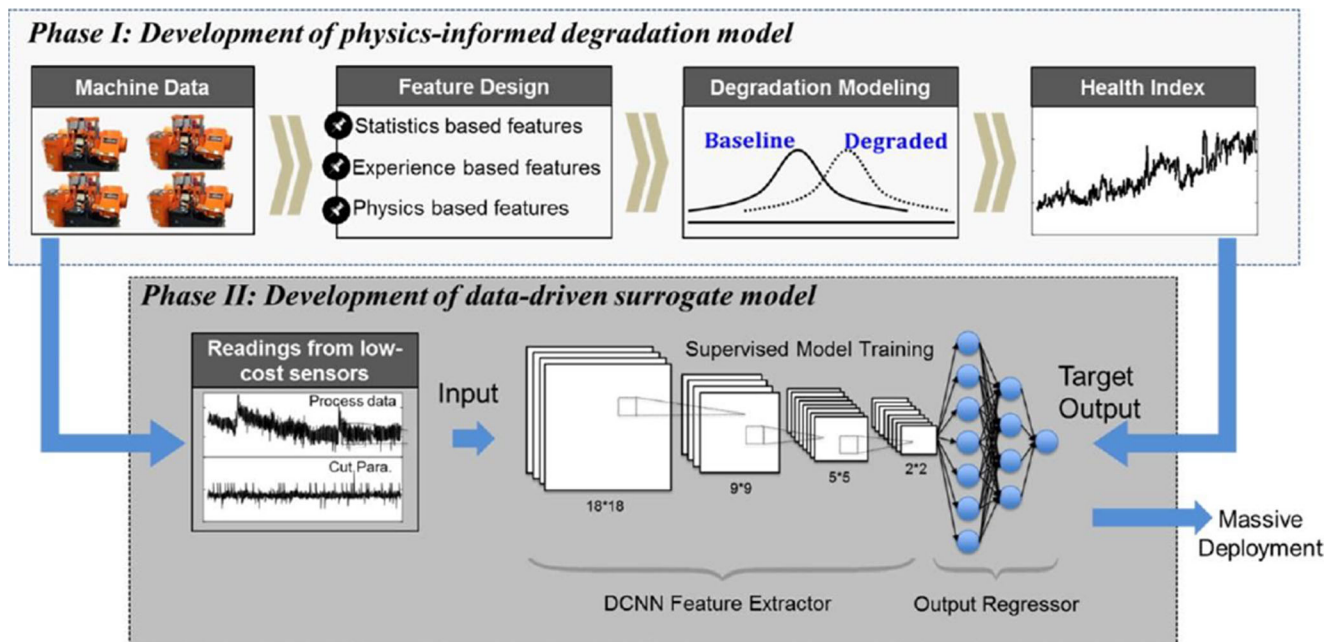 Phase I: Development of physics-informed degradation model
Machine Data
Feature Design
Statistics based features
Experience based features
Physics based features
Degradation Modeling
Baseline
Degraded
Health Index
Phase II: Development of data-driven surrogate model
Readings from low-
cost sensors
Process data
Cut Para.
Input
Supervised Model Training
18*18
9*9
5*5
2*2
DCNN Feature Extractor
Output Regressor
Target
Output
Massive
Deployment